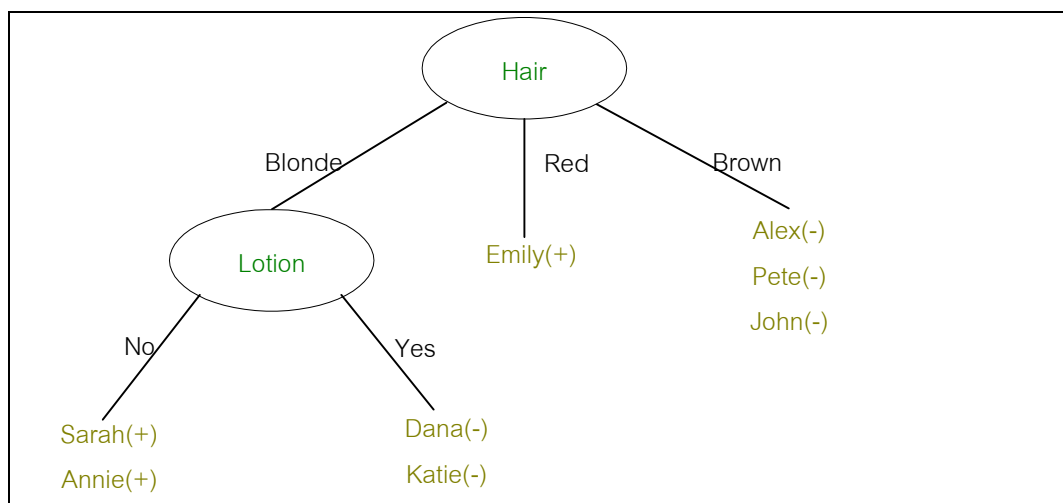 Hair
Blonde
Red
Brown
Alex(-)
Emily(+)
Pete(-)
Lotion
John(-)
No
Yes
Sarah(+)
Dana(-)
Annie(+)
Katie(-)